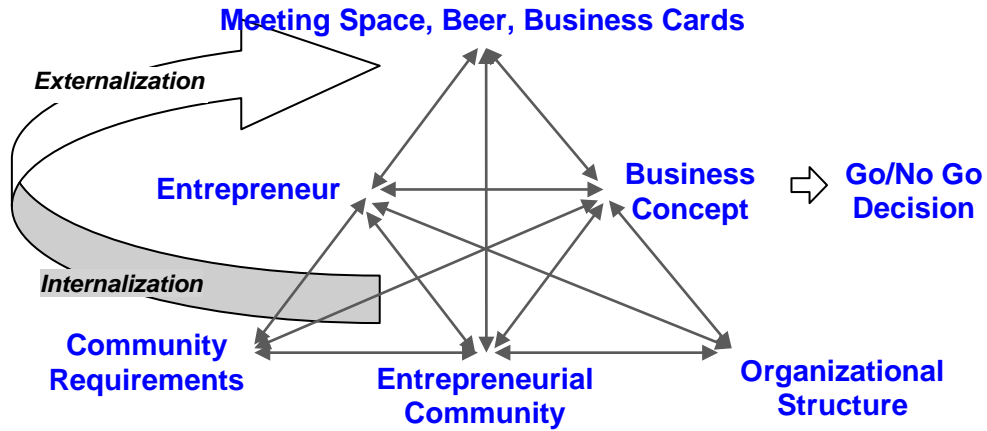 Meeting Space, Beer, Business Cards
Externalization
Entrepreneur
Business
Concept
Go/No Go
Decision
Internalization
Community
Requirements
Entrepreneurial
Community
Organizational
Structure